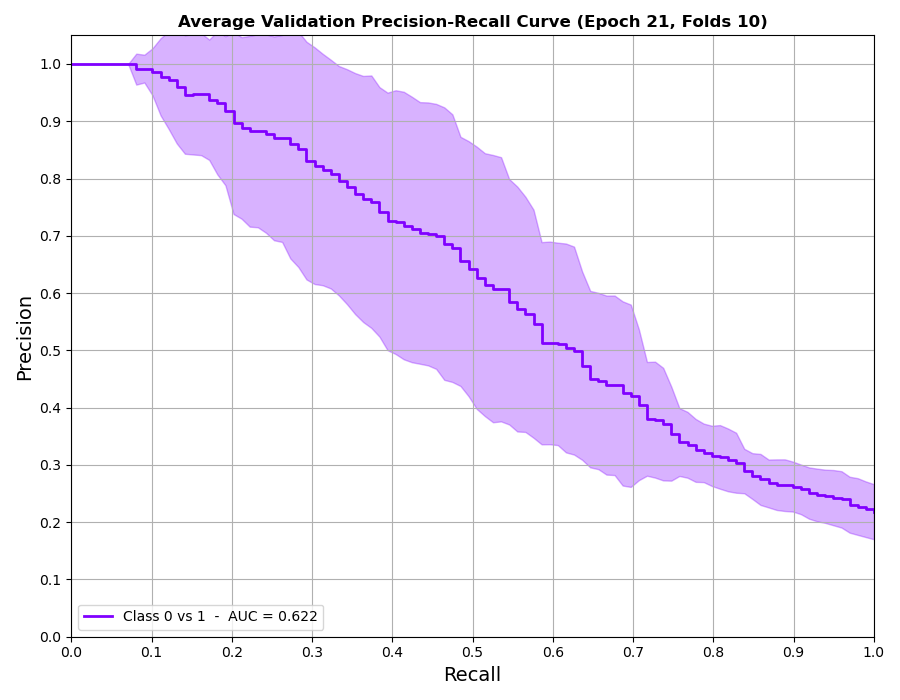 Average Validation Precision-Recall Curve (Epoch 21, Folds 10)
Precision
1.0
0.9
0.8
0.7
0.6
0.5
0.4
0.3
0.2
0.1
0.0
Class 0 vs 1 - AUC = 0.622
0.0 0.1 0.2 0.3 0.4 0.5 0.6 0.7 0.8 0.9 1.0
Recall